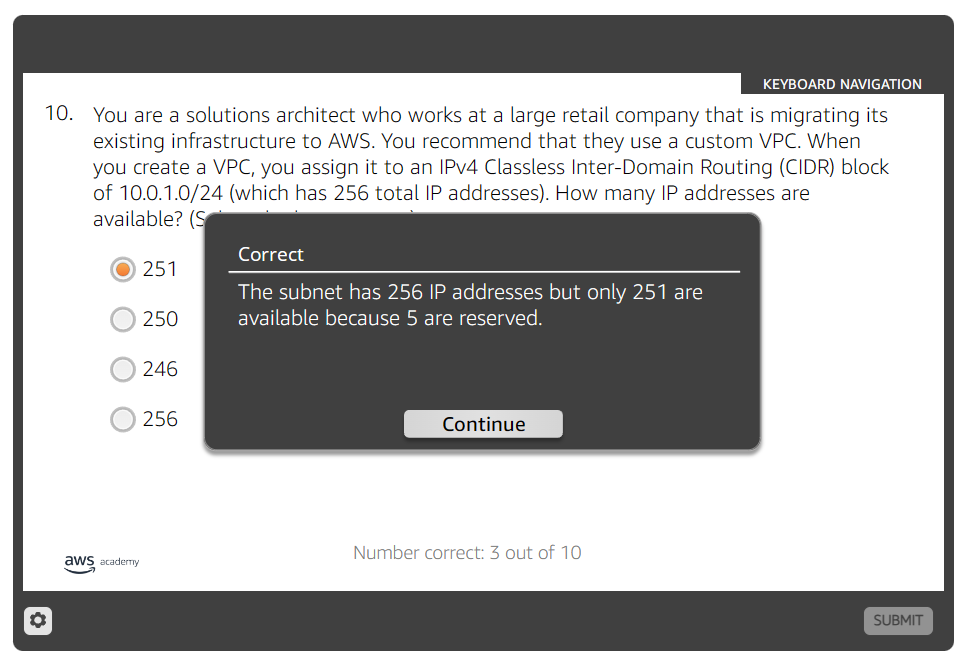 KEYBOARD NAVIGATION
10. You are a solutions architect who works at a large retail company that is migrating its
existing infrastructure to AWS. You recommend that they use a custom VPC. When
you create a VPC, you assign it to an IPv4 Classless Inter-Domain Routing (CIDR) block
of 10.0.1.0/24 (which has 256 total IP addresses). How many IP addresses are
available? (S
251
250
246
256
Correct
The subnet has 256 IP addresses but only 251 are
available because 5 are reserved.
Continue
Number correct: 3 out of 10
aws academy
SUBMIT